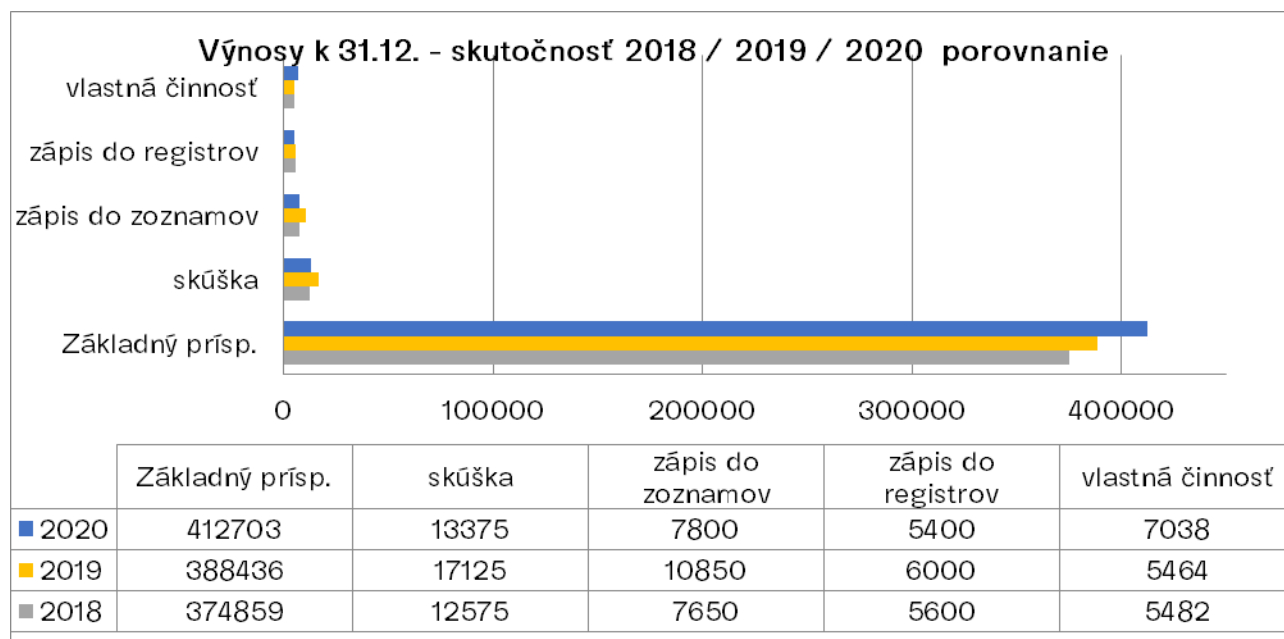 Výnosy k 31.12. - skutočnosť 2018 / 2019 / 2020 porovnanie
vlastná činnosť
zápis do registrov
zápis do zoznamov
skúška
Základný prísp.
0 100000 200000 300000 400000
Základný prísp. skúška zápis do zoznamov zápis do registrov vlastná činnosť
2020 412703 13375 7800 5400 7038
2019 388436 17125 10850 6000 5464
2018 374859 12575 7650 5600 5482